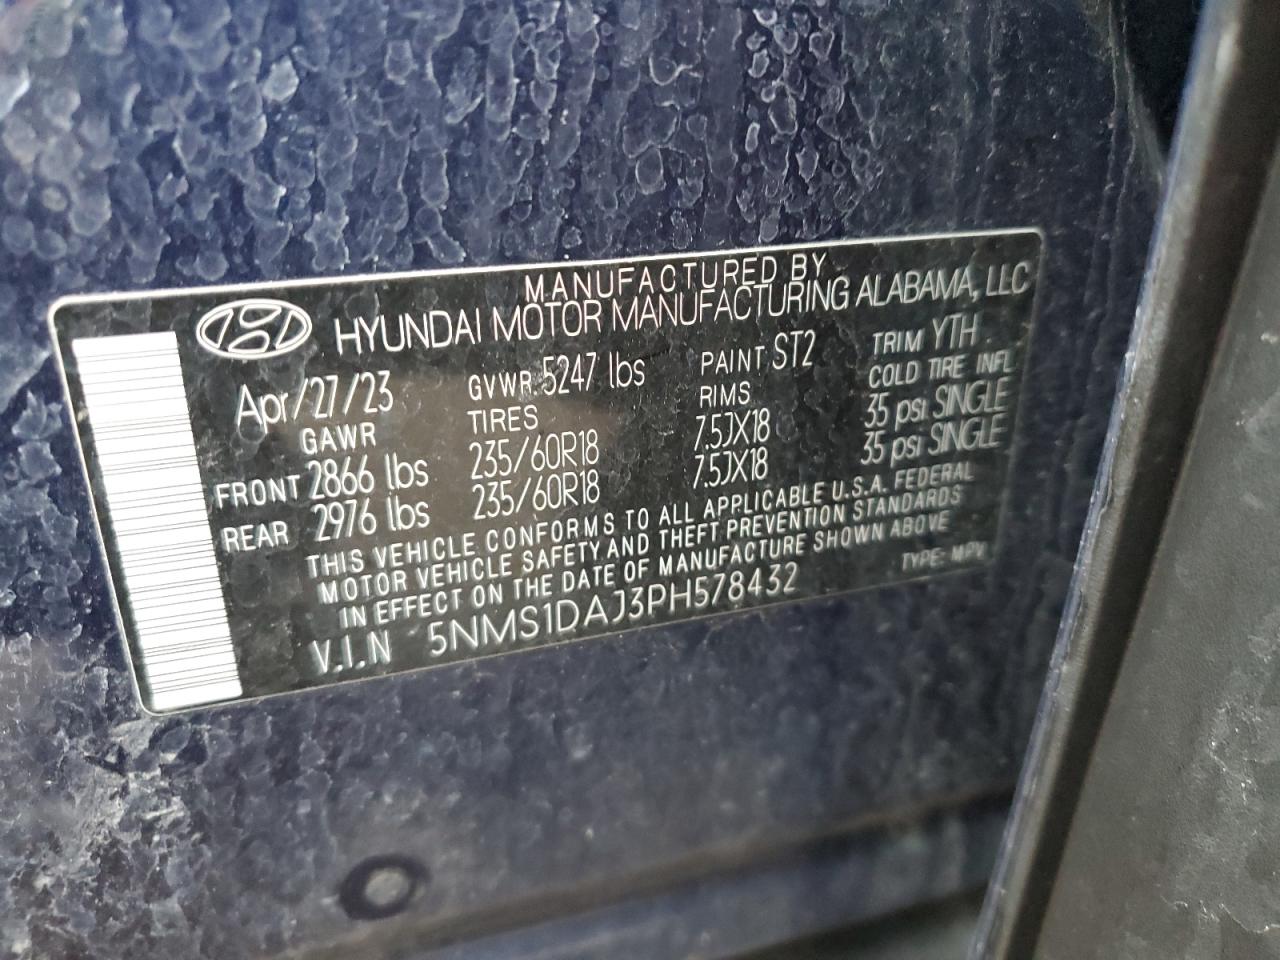 MANUFACTURED BY
HYUNDAI MOTOR MANUFACTURING ALABAMA, LLC
Apr/27/23 GVWR 5247 lbs PAINT ST2 TRIM YTH
GAWR TIRES RIMS COLD TIRE INFL
FRONT 2866 lbs 235/60R18 7.5JX18 35 psi SINGLE
REAR 2976 lbs 235/60R18 7.5JX18 35 psi SINGLE
THIS VEHICLE CONFORMS TO ALL APPLICABLE U.S.A. FEDERAL
MOTOR VEHICLE SAFETY AND THEFT PREVENTION STANDARDS
IN EFFECT ON THE DATE OF MANUFACTURE SHOWN ABOVE
V.I.N 5NMS1DAJ3PH578432 TYPE: MPV